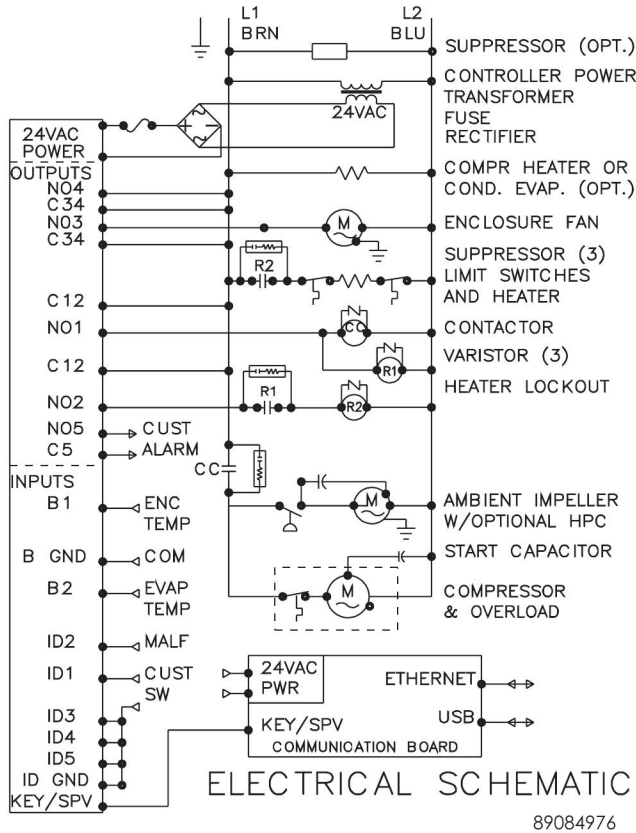 L1
BRN
L2
BLU
SUPPRESSOR (OPT.)
CONTROLLER POWER
TRANSFORMER
FUSE
RECTIFIER
24VAC
24VAC
POWER
OUTPUTS
NO4
C34
NO3
C34
COMPR HEATER OR
COND. EVAP. (OPT.)
M
ENCLOSURE FAN
R2
SUPPRESSOR (3)
LIMIT SWITCHES
AND HEATER
C12
NO1
CC
CONTACTOR
VARISTOR (3)
C12
R1
HEATER LOCKOUT
R1
NO2
R2
NO5
CUST
C5
ALARM
CC
INPUTS
B1
ENC
TEMP
M
AMBIENT IMPELLER
W/OPTIONAL HPC
B GND
COM
START CAPACITOR
B2
EVAP
TEMP
M
COMPRESSOR
& OVERLOAD
ID2
MALF
ID1
CUST
SW
ID3
ID4
ID5
ID GND
KEY/SPV
24VAC
PWR
KEY/SPV
ETHERNET
USB
COMMUNICATION BOARD
ELECTRICAL SCHEMATIC
89084976